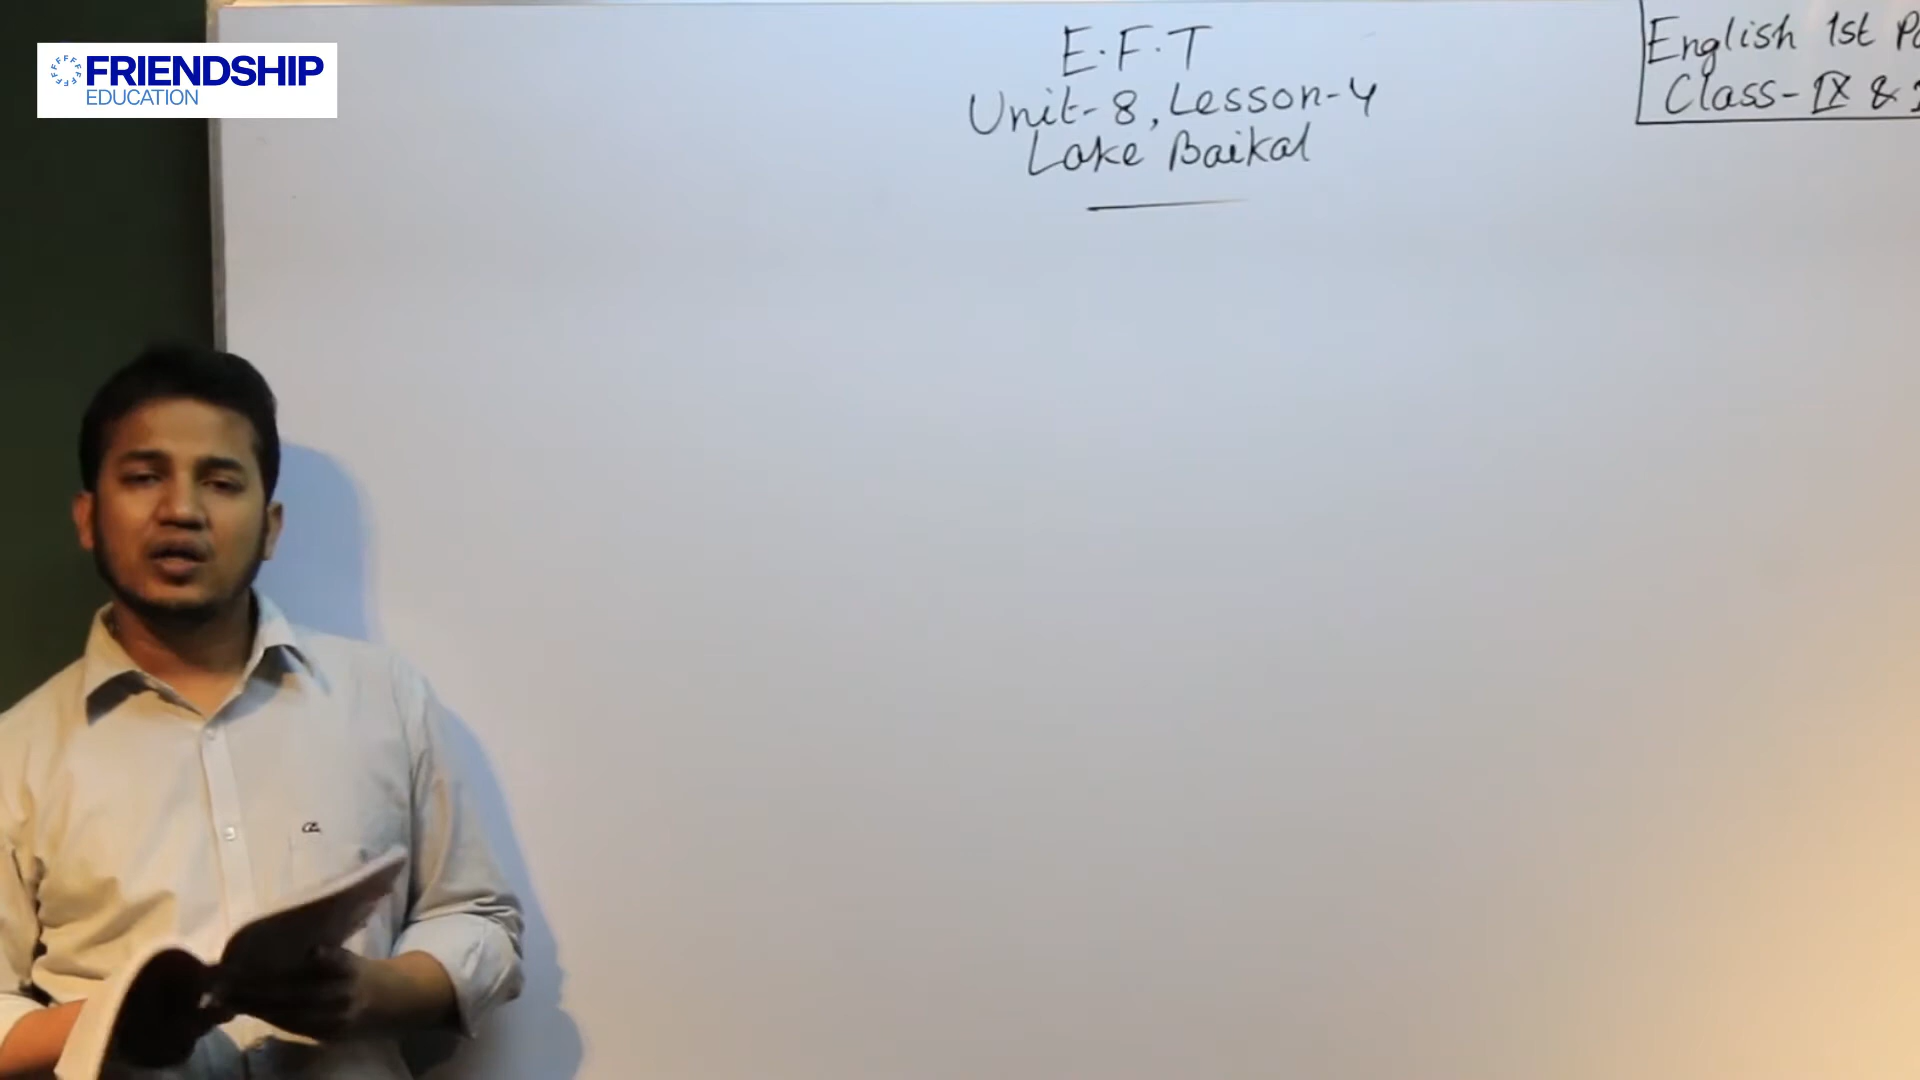 FRIENDSHIP
EDUCATION
E.F.T
Unit-8, Lesson-4
Lake Baikal
English 1st
Class-IX &